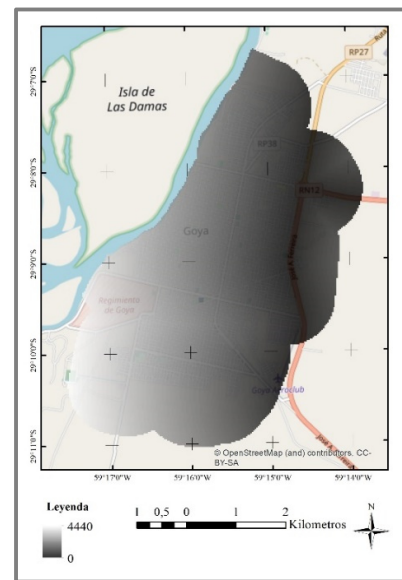 RP27
29°7'0"S
Isla de
Las Damas
RP38
29°8'0"S
RN12
Goya
29°9'0"S
Regimiento
de Goya
29°10'0"S
Goya Aeroclub
29°11'0"S
© OpenStreetMap (and) contributors, CC-
BY-SA
59°17'0"O 59°16'0"O 59°15'0"O 59°14'0"O
Leyenda
4440
0
1 0,5 0 1 2
Kilometros
N